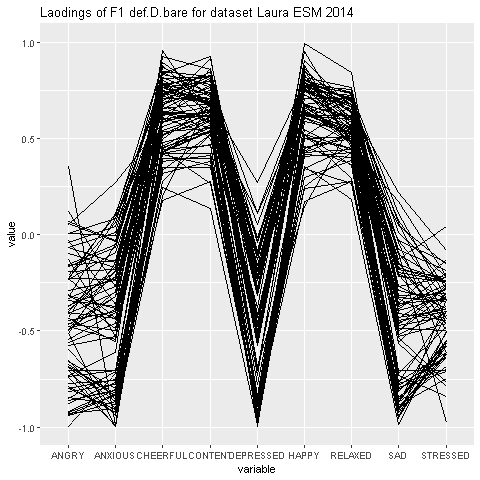 Laodings of F1 def.D.bare for dataset Laura ESM 2014
1.0
0.5
0.0
-0.5
-1.0
value
ANGRY ANXIOUS CHEERFUL CONTENT DEPRESSED HAPPY RELAXED SAD STRESSED
variable